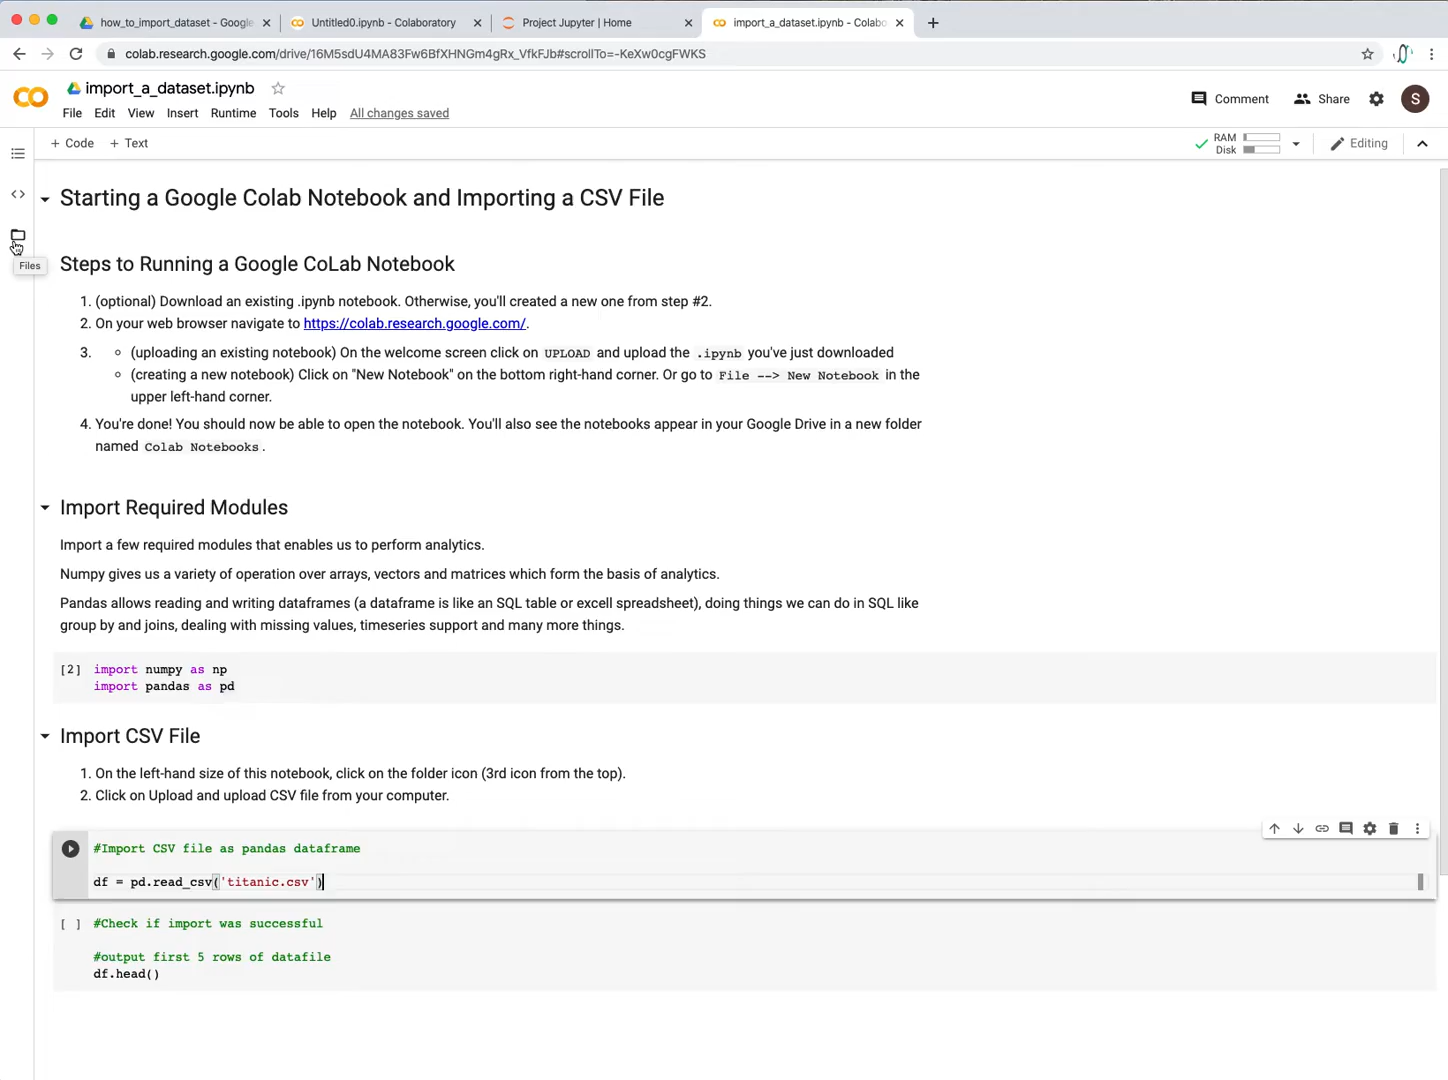 how_to_import_dataset - Google
Untitled0.ipynb - Colaboratory
Project Jupyter | Home
import_a_dataset.ipynb - Colabo
colab.research.google.com/drive/16M5sdU4MA83Fw6BfXHNGm4gRx_VfkFJb#scrollTo=-KeXw0cgFWKS
import_a_dataset.ipynb
Comment
Share
S
File Edit View Insert Runtime Tools Help All changes saved
+ Code + Text
RAM
Disk
Editing
Starting a Google Colab Notebook and Importing a CSV File
Files
Steps to Running a Google CoLab Notebook
1. (optional) Download an existing .ipynb notebook. Otherwise, you'll created a new one from step #2.
2. On your web browser navigate to https://colab.research.google.com/.
3. ◦ (uploading an existing notebook) On the welcome screen click on UPLOAD and upload the .ipynb you've just downloaded
◦ (creating a new notebook) Click on "New Notebook" on the bottom right-hand corner. Or go to File --> New Notebook in the
upper left-hand corner.
4. You're done! You should now be able to open the notebook. You'll also see the notebooks appear in your Google Drive in a new folder
named Colab Notebooks.
Import Required Modules
Import a few required modules that enables us to perform analytics.
Numpy gives us a variety of operation over arrays, vectors and matrices which form the basis of analytics.
Pandas allows reading and writing dataframes (a dataframe is like an SQL table or excell spreadsheet), doing things we can do in SQL like
group by and joins, dealing with missing values, timeseries support and many more things.
[2] import numpy as np
import pandas as pd
Import CSV File
1. On the left-hand size of this notebook, click on the folder icon (3rd icon from the top).
2. Click on Upload and upload CSV file from your computer.
#Import CSV file as pandas dataframe
df = pd.read_csv('titanic.csv')
[ ] #Check if import was successful
#output first 5 rows of datafile
df.head()